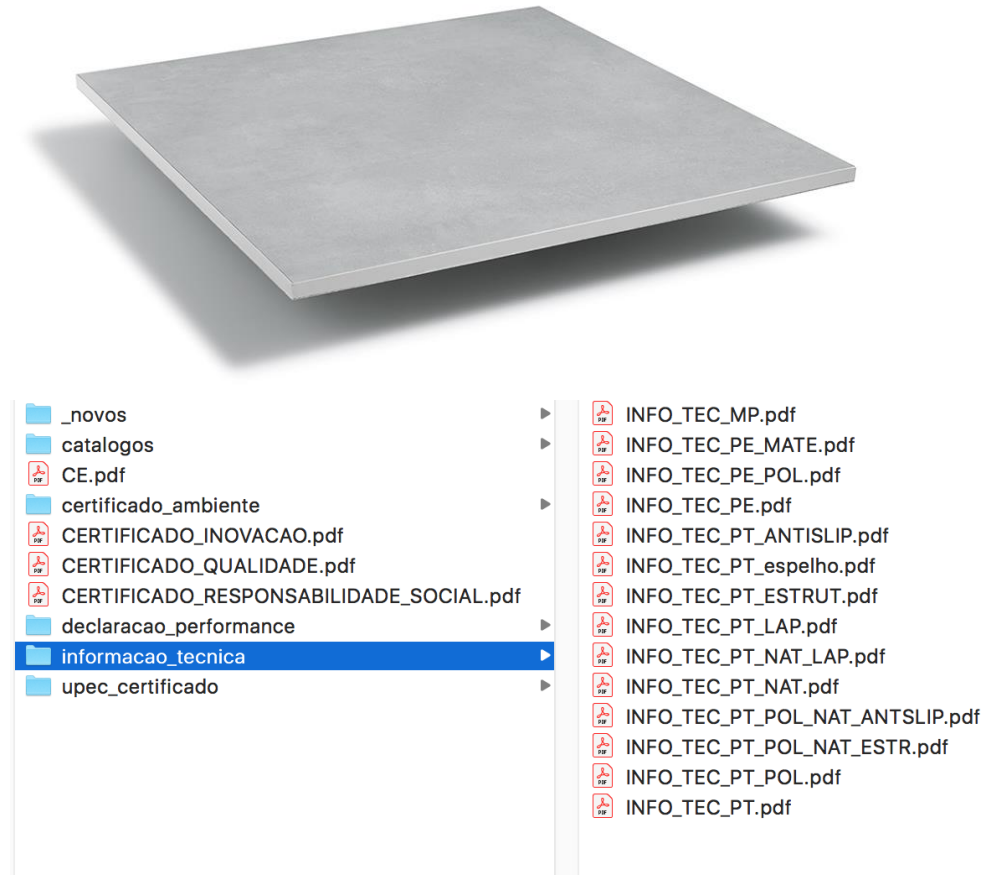 _novos
catalogos
CE.pdf
certificado_ambiente
CERTIFICADO_INOVACAO.pdf
CERTIFICADO_QUALIDADE.pdf
CERTIFICADO_RESPONSABILIDADE_SOCIAL.pdf
declaracao_performance
informacao_tecnica
upec_certificado
INFO_TEC_MP.pdf
INFO_TEC_PE_MATE.pdf
INFO_TEC_PE_POL.pdf
INFO_TEC_PE.pdf
INFO_TEC_PT_ANTISLIP.pdf
INFO_TEC_PT_espelho.pdf
INFO_TEC_PT_ESTRUT.pdf
INFO_TEC_PT_LAP.pdf
INFO_TEC_PT_NAT_LAP.pdf
INFO_TEC_PT_NAT.pdf
INFO_TEC_PT_POL_NAT_ANTSLIP.pdf
INFO_TEC_PT_POL_NAT_ESTR.pdf
INFO_TEC_PT_POL.pdf
INFO_TEC_PT.pdf